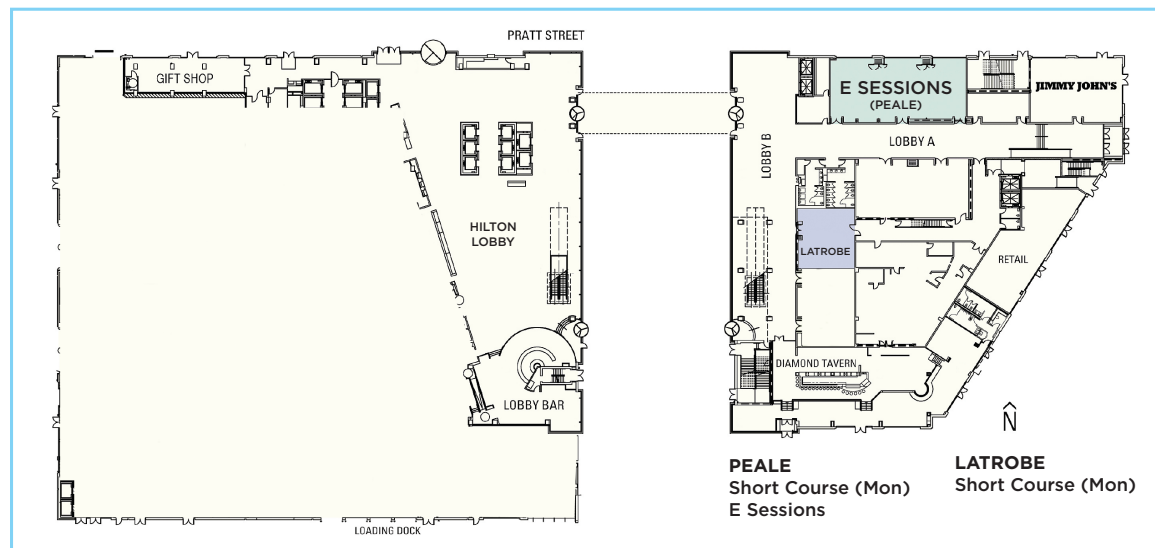 PRATT STREET
GIFT SHOP
E SESSIONS
(PEALE)
JIMMY JOHN'S
LOBBY A
LOBBY B
HILTON
LOBBY
LATROBE
RETAIL
DIAMOND TAVERN
LOBBY BAR
N
PEALE
Short Course (Mon)
E Sessions
LATROBE
Short Course (Mon)
LOADING DOCK